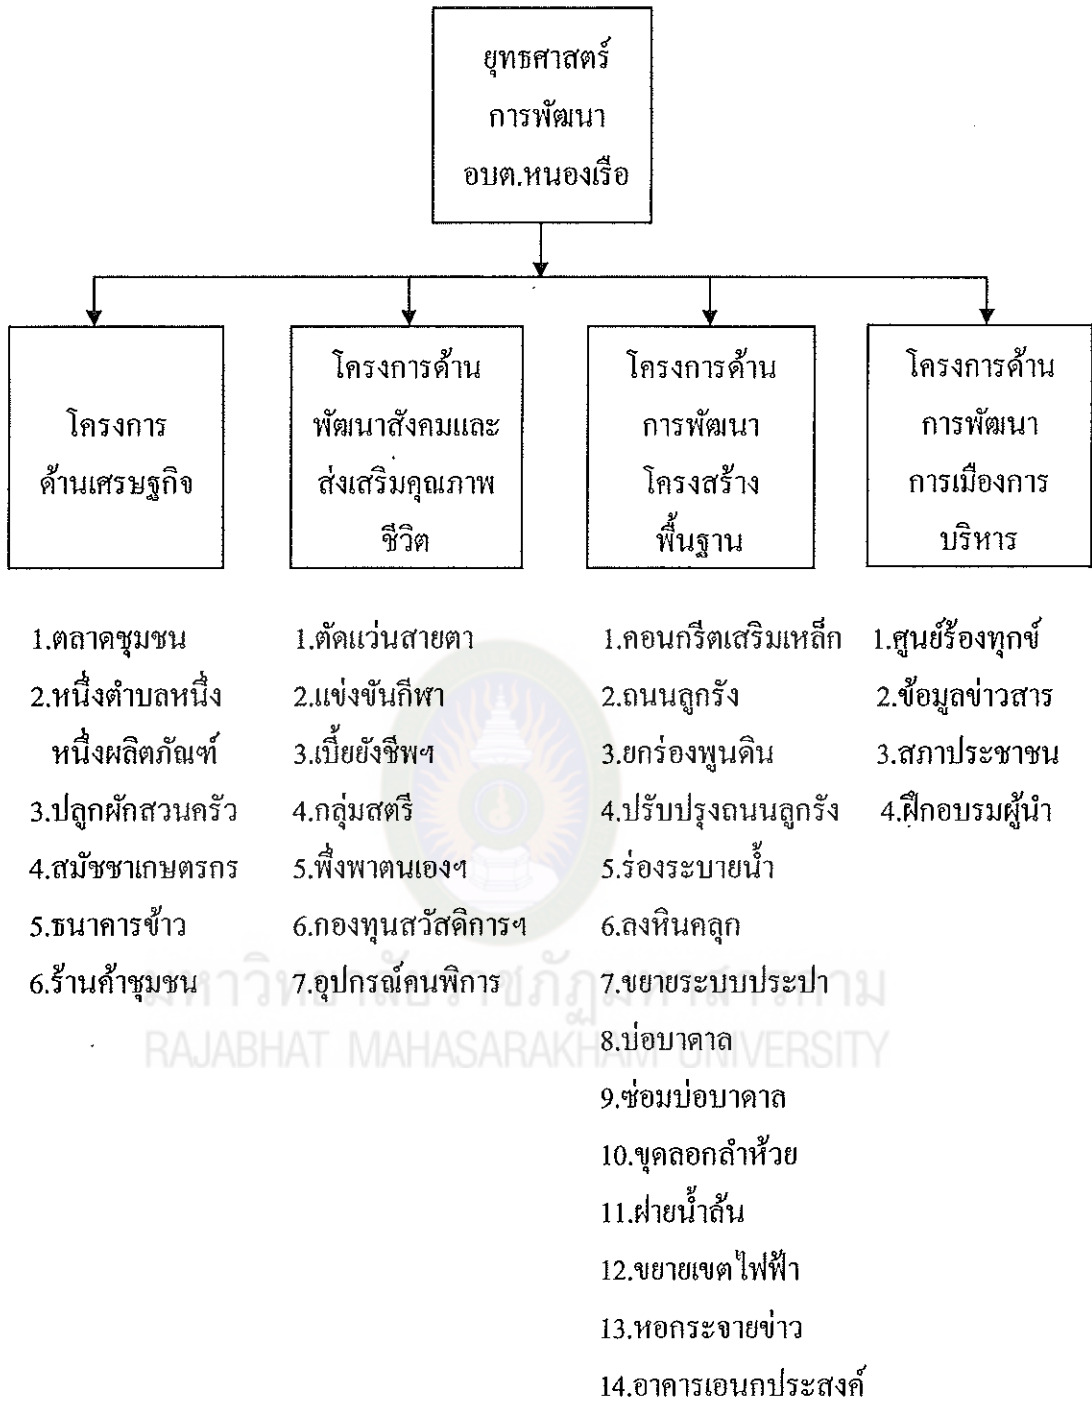 ยุทธศาสตร์
การพัฒนา
อบต.หนองเรือ
โครงการ
ด้านเศรษฐกิจ
โครงการด้าน
พัฒนาสังคมและ
ส่งเสริมคุณภาพ
ชีวิต
โครงการด้าน
การพัฒนา
โครงสร้าง
พื้นฐาน
โครงการด้าน
การพัฒนา
การเมืองการ
บริหาร
1.ตลาดชุมชน
2.หนึ่งตำบลหนึ่ง
หนึ่งผลิตภัณฑ์
3.ปลูกผักสวนครัว
4.สมัชชาเกษตรกร
5.ธนาคารข้าว
6.ร้านค้าชุมชน
1.ตัดแว่นสายตา
2.แข่งขันกีฬา
3.เบี้ยยังชีพฯ
4.กลุ่มสตรี
5.พึ่งพาตนเองฯ
6.กองทุนสวัสดิการฯ
7.อุปกรณ์คนพิการ
1.คอนกรีตเสริมเหล็ก
2.ถนนลูกรัง
3.ยกร่องพูนดิน
4.ปรับปรุงถนนลูกรัง
5.ร่องระบายน้ำ
6.ลงหินคลุก
7.ขยายระบบประปา
8.บ่อบาดาล
9.ซ่อมบ่อบาดาล
10.ขุดลอกลำห้วย
11.ฝายน้ำล้น
12.ขยายเขตไฟฟ้า
13.หอกระจายข่าว
14.อาคารเอนกประสงค์
1.ศูนย์ร้องทุกข์
2.ข้อมูลข่าวสาร
3.สภาประชาชน
4.ฝึกอบรมผู้นำ
มหาวิทยาลัยราชภัฏมหาสารคาม
RAJABHAT MAHASARAKHAM UNIVERSITY